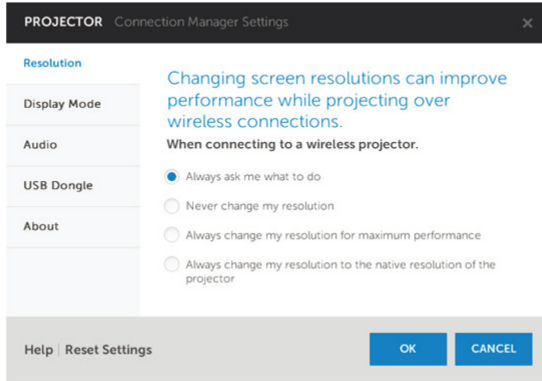 PROJECTOR Connection Manager Settings ×
Resolution
Display Mode
Audio
USB Dongle
About
Changing screen resolutions can improve
performance while projecting over
wireless connections.
When connecting to a wireless projector.
Always ask me what to do
Never change my resolution
Always change my resolution for maximum performance
Always change my resolution to the native resolution of the
projector
Help | Reset Settings
OK
CANCEL